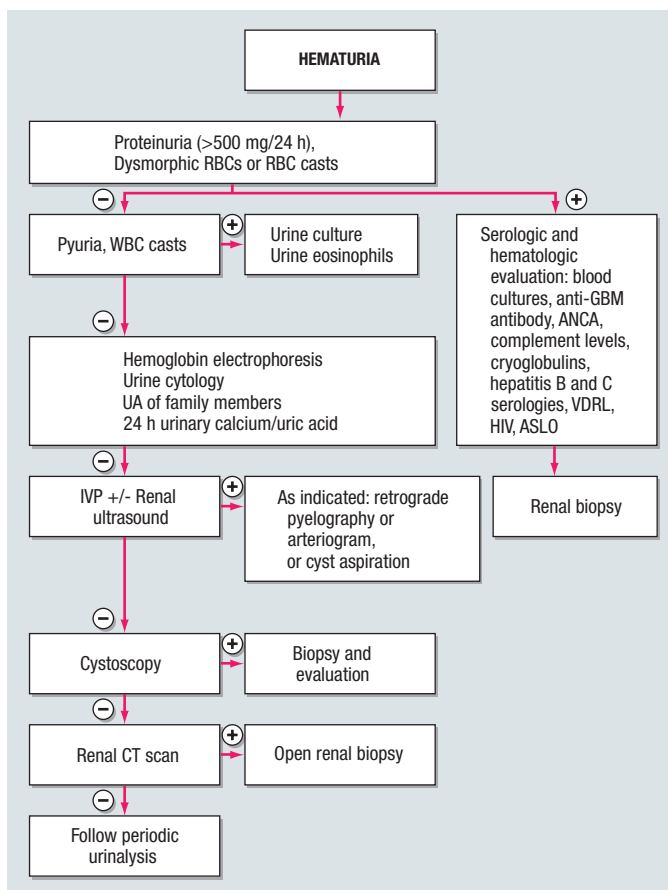 HEMATURIA
Proteinuria (>500 mg/24 h),
Dysmorphic RBCs or RBC casts
−
+
Pyuria, WBC casts
+
Urine culture
Urine eosinophils
Serologic and
hematologic
evaluation: blood
cultures, anti-GBM
antibody, ANCA,
complement levels,
cryoglobulins,
hepatitis B and C
serologies, VDRL,
HIV, ASLO
−
Hemoglobin electrophoresis
Urine cytology
UA of family members
24 h urinary calcium/uric acid
−
IVP +/- Renal
ultrasound
+
As indicated: retrograde
pyelography or
arteriogram,
or cyst aspiration
Renal biopsy
−
Cystoscopy
+
Biopsy and
evaluation
−
Renal CT scan
+
Open renal biopsy
−
Follow periodic
urinalysis